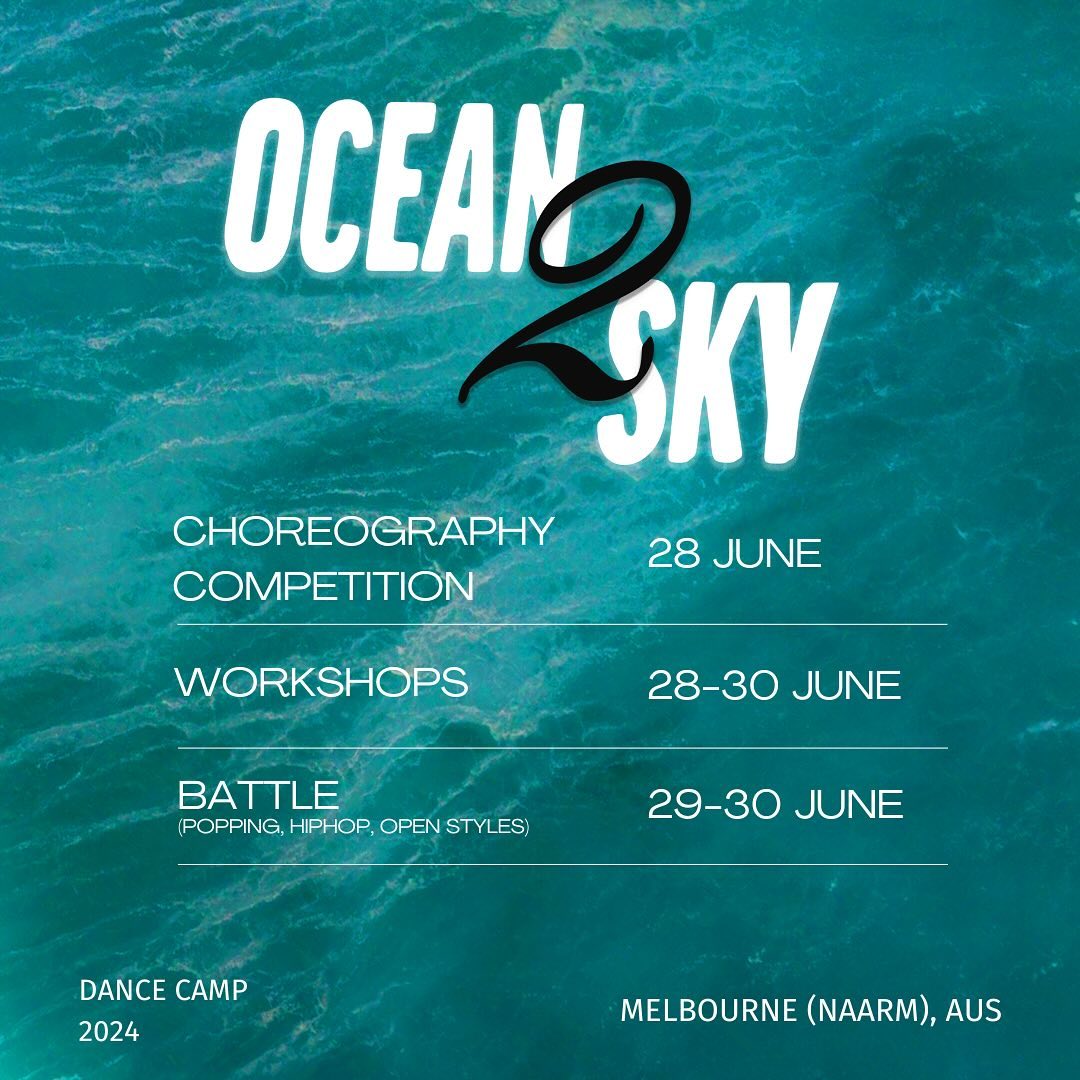 OCEAN
2
SKY
CHOREOGRAPHY
COMPETITION
28 JUNE
WORKSHOPS
28-30 JUNE
BATTLE
(POPPING, HIPHOP, OPEN STYLES)
29-30 JUNE
DANCE CAMP
2024
MELBOURNE (NAARM), AUS